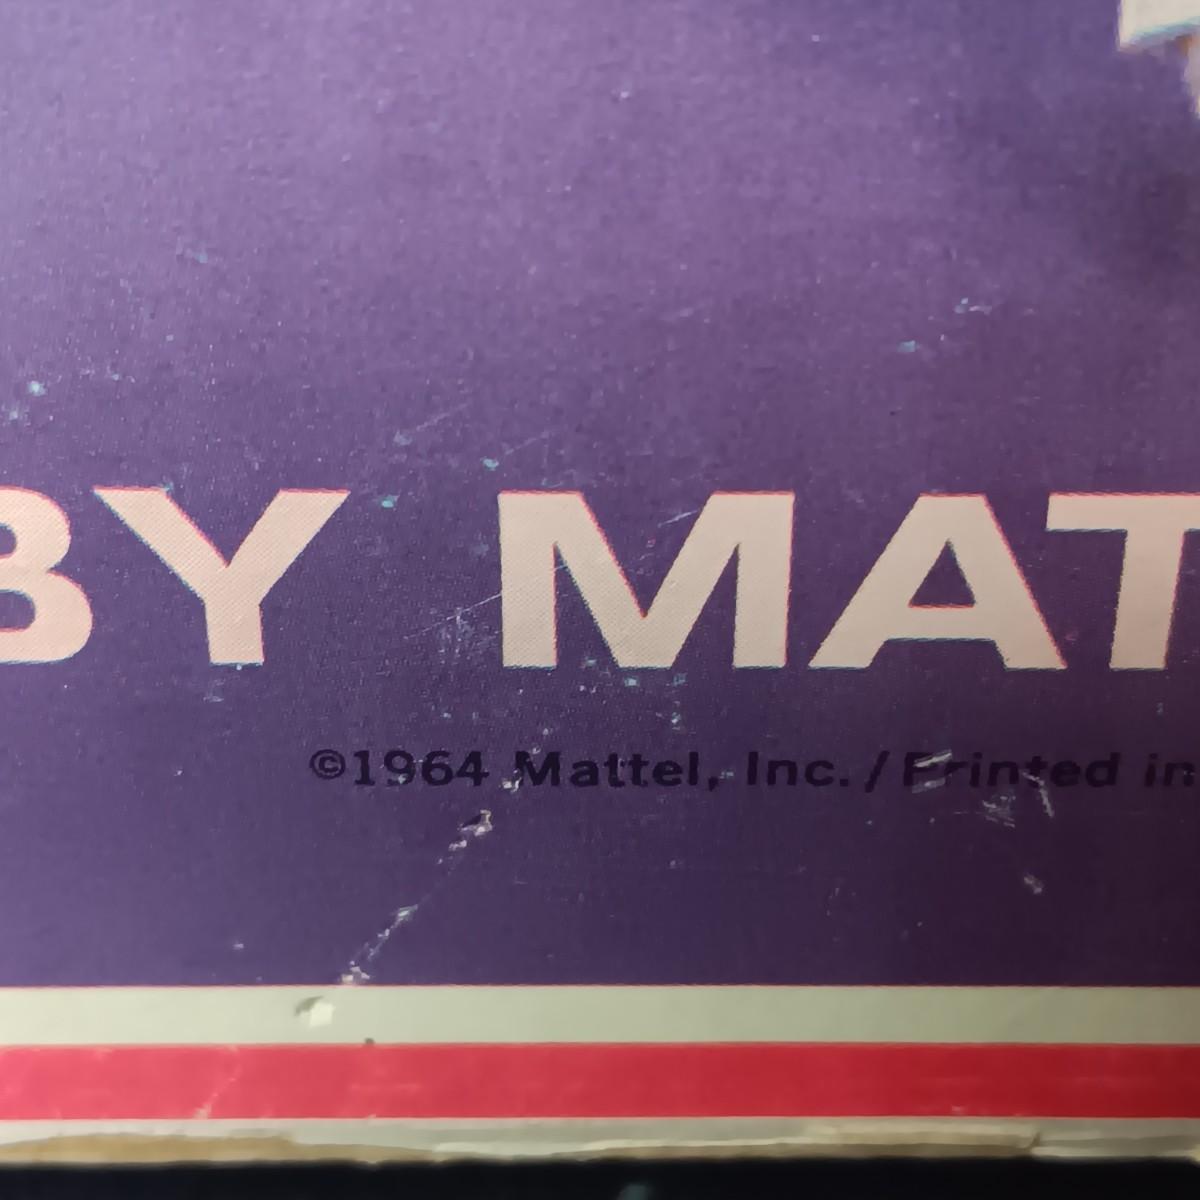 BY MAT
©1964 Mattel, Inc. / Printed in